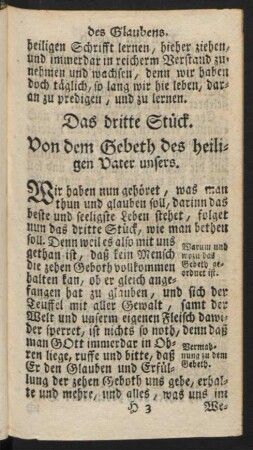 des Glaubens.
heiligen Schrifft lernen, hieher ziehen,
und immerdar in reicherm Verstand zu-
nehmen und wachsen, denn wir haben
doch täglich, so lang wir hie leben, dar-
an zu predigen, und zu lernen.
Das dritte Stück.
Von dem Gebeth des heili-
gen Vater unsers.
Wir haben nun gehöret, was man
thun und glauben soll, darinn das
beste und seeligste Leben stehet, folget
nun das dritte Stück, wie man bethen
soll. Denn weil es also mit uns
gethan ist, daß kein Mensch
die zehen Geboth vollkommen
halten kan, ob er gleich ange-
fangen hat zu glauben, und sich der
Teuffel mit aller Gewalt, samt der
Welt und unserm eigenen Fleisch dawi-
der sperret, ist nichts so noth, denn daß
man GOtt immerdar in Oh-
ren liege, ruffe und bitte, daß
Er den Glauben und Erfül-
lung der zehen Geboth uns gebe, erhal-
te und mehre, und alles, was uns im
Warum und
wozu das
Gebeth ge-
ordnet ist.
Vermah-
nung zu dem
Gebeth.
H 3
We-